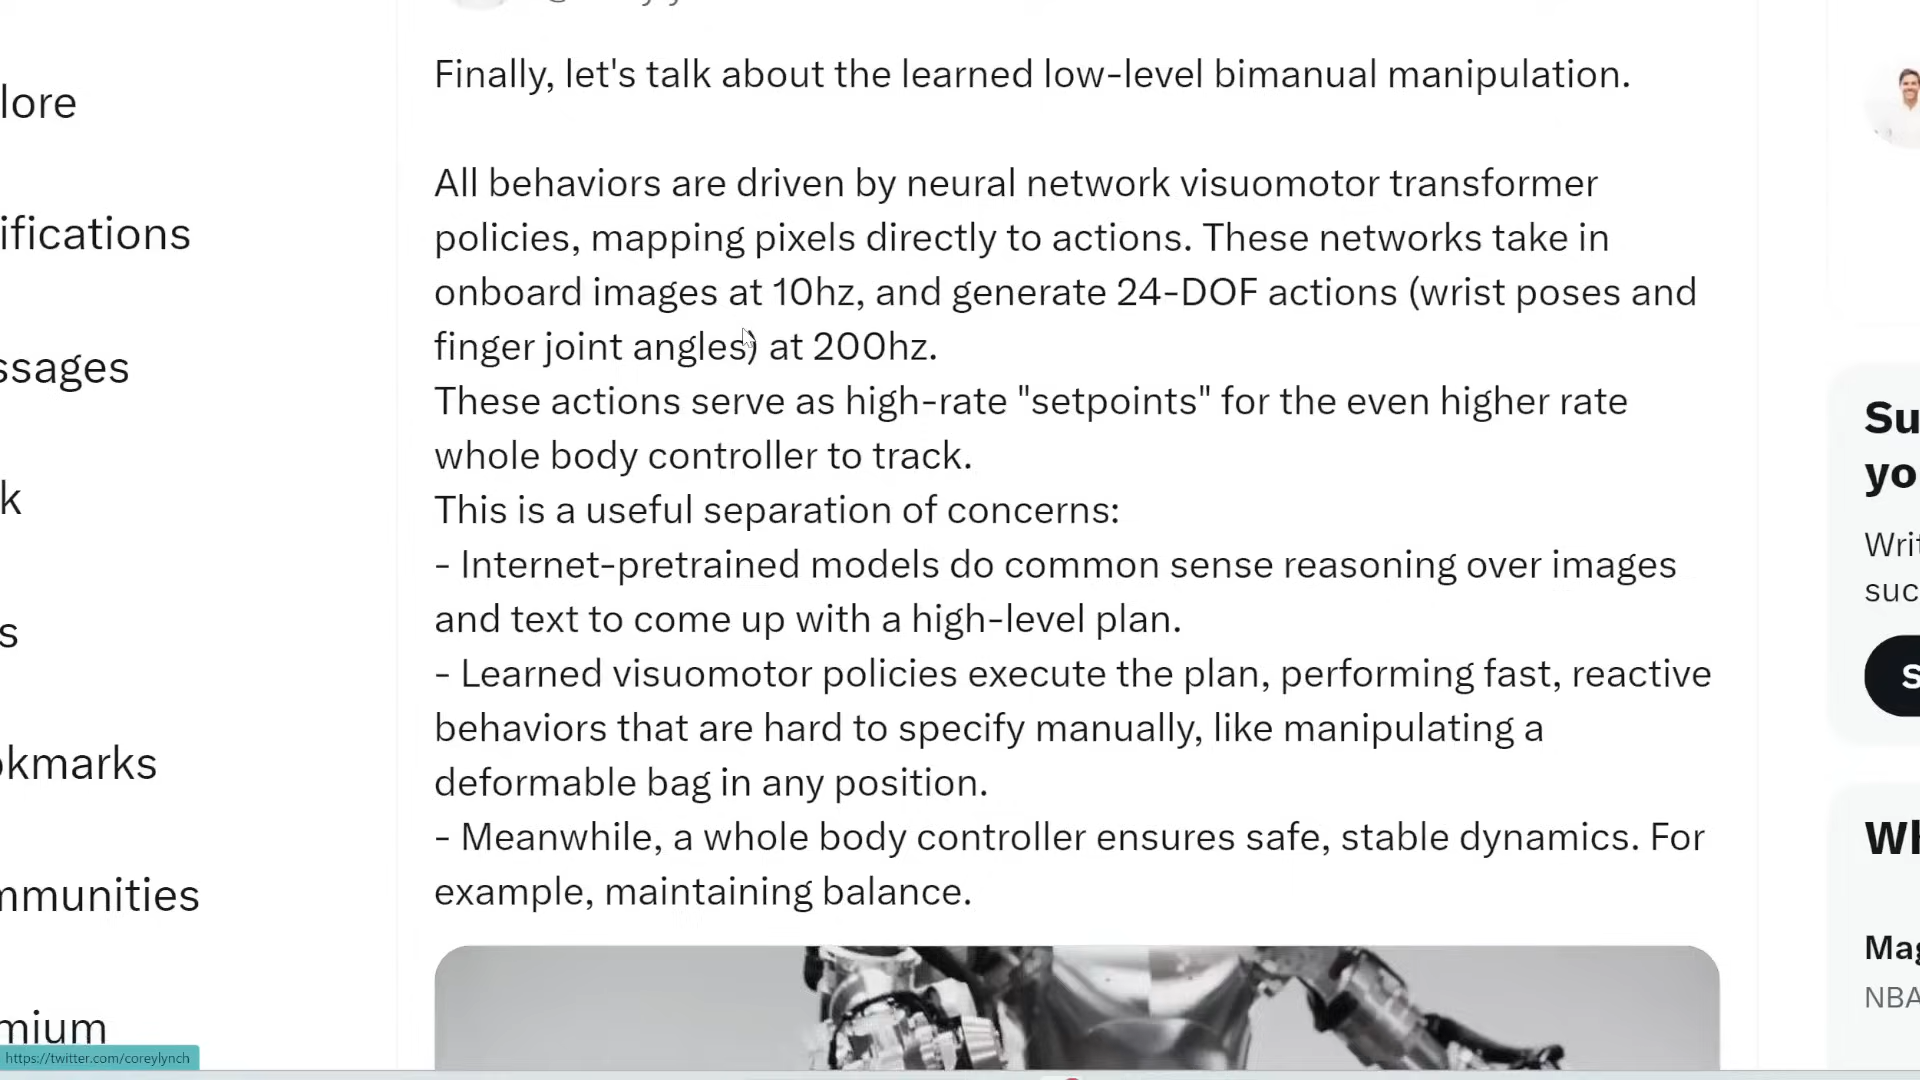 Finally, let's talk about the learned low-level bimanual manipulation.
All behaviors are driven by neural network visuomotor transformer
policies, mapping pixels directly to actions. These networks take in
onboard images at 10hz, and generate 24-DOF actions (wrist poses and
finger joint angles) at 200hz.
These actions serve as high-rate "setpoints" for the even higher rate
whole body controller to track.
This is a useful separation of concerns:
- Internet-pretrained models do common sense reasoning over images
and text to come up with a high-level plan.
- Learned visuomotor policies execute the plan, performing fast, reactive
behaviors that are hard to specify manually, like manipulating a
deformable bag in any position.
- Meanwhile, a whole body controller ensures safe, stable dynamics. For
example, maintaining balance.
lore
ifications
ssages
k
s
okmarks
mmunities
mium
https://twitter.com/coreylynch
Su
yo
Writ
suc
S
Wh
Mag
NBA